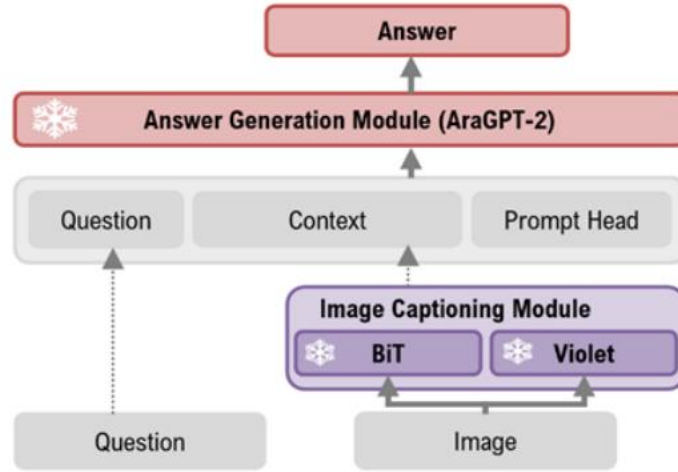 Answer
Answer Generation Module (AraGPT-2)
Question Context Prompt Head
Image Captioning Module
BiT Violet
Question Image